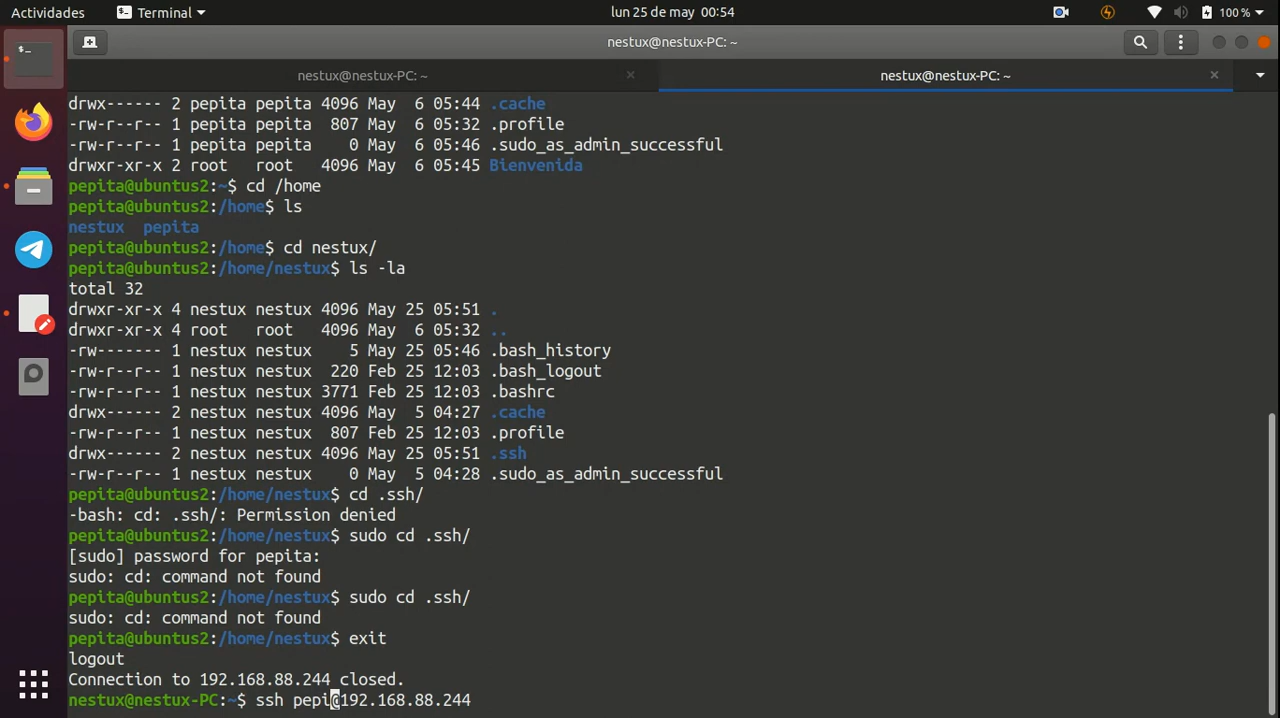 Actividades Terminal lun 25 de may 00:54 100 %
nestux@nestux-PC: ~
nestux@nestux-PC: ~ nestux@nestux-PC: ~
drwx------ 2 pepita pepita 4096 May  6 05:44 .cache
-rw-r--r-- 1 pepita pepita  807 May  6 05:32 .profile
-rw-r--r-- 1 pepita pepita    0 May  6 05:46 .sudo_as_admin_successful
drwxr-xr-x 2 root   root   4096 May  6 05:45 Bienvenida
pepita@ubuntus2:~$ cd /home
pepita@ubuntus2:/home$ ls
nestux  pepita
pepita@ubuntus2:/home$ cd nestux/
pepita@ubuntus2:/home/nestux$ ls -la
total 32
drwxr-xr-x 4 nestux nestux 4096 May 25 05:51 .
drwxr-xr-x 4 root   root   4096 May  6 05:32 ..
-rw------- 1 nestux nestux    5 May 25 05:46 .bash_history
-rw-r--r-- 1 nestux nestux  220 Feb 25 12:03 .bash_logout
-rw-r--r-- 1 nestux nestux 3771 Feb 25 12:03 .bashrc
drwx------ 2 nestux nestux 4096 May  5 04:27 .cache
-rw-r--r-- 1 nestux nestux  807 Feb 25 12:03 .profile
drwx------ 2 nestux nestux 4096 May 25 05:51 .ssh
-rw-r--r-- 1 nestux nestux    0 May  5 04:28 .sudo_as_admin_successful
pepita@ubuntus2:/home/nestux$ cd .ssh/
-bash: cd: .ssh/: Permission denied
pepita@ubuntus2:/home/nestux$ sudo cd .ssh/
[sudo] password for pepita:
sudo: cd: command not found
pepita@ubuntus2:/home/nestux$ sudo cd .ssh/
sudo: cd: command not found
pepita@ubuntus2:/home/nestux$ exit
logout
Connection to 192.168.88.244 closed.
nestux@nestux-PC:~$ ssh pepi@192.168.88.244